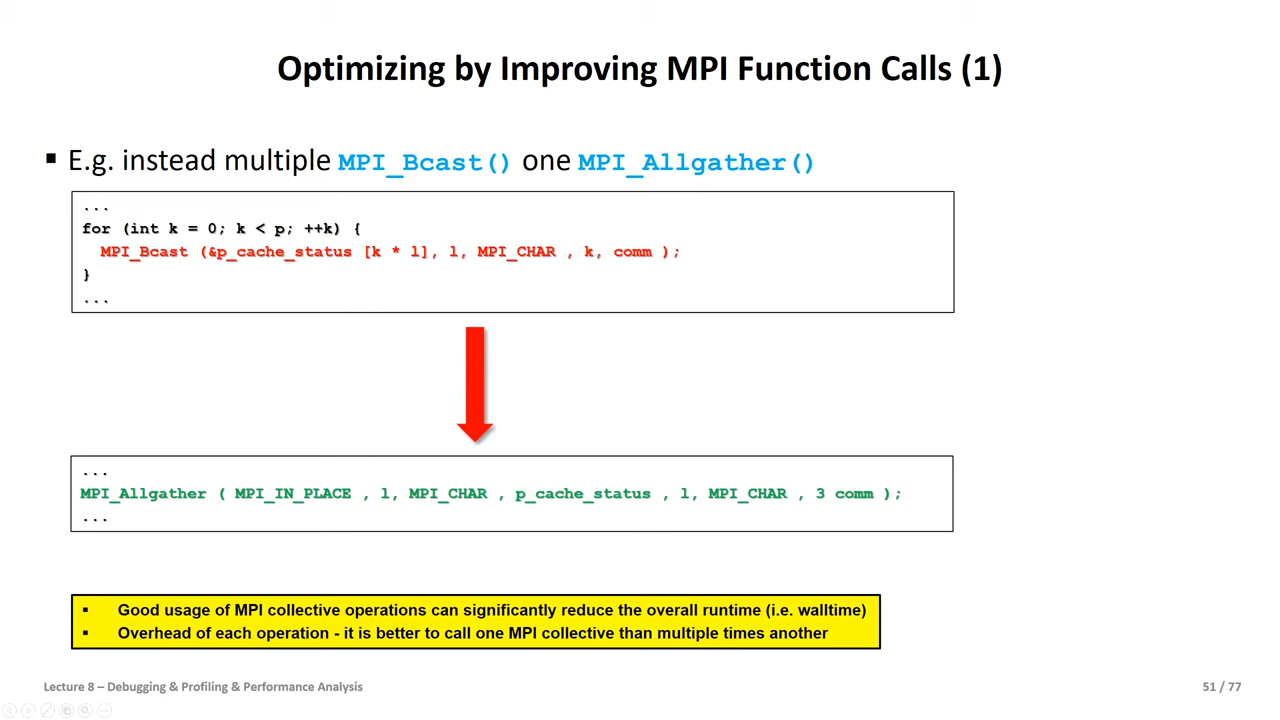 Optimizing by Improving MPI Function Calls (1)
▪ E.g. instead multiple MPI_Bcast() one MPI_Allgather()
...
for (int k = 0; k < p; ++k) {
MPI_Bcast (&p_cache_status [k * l], l, MPI_CHAR , k, comm );
}
...
...
MPI_Allgather ( MPI_IN_PLACE , l, MPI_CHAR , p_cache_status , l, MPI_CHAR , 3 comm );
...
▪ Good usage of MPI collective operations can significantly reduce the overall runtime (i.e. walltime)
▪ Overhead of each operation - it is better to call one MPI collective than multiple times another
Lecture 8 – Debugging & Profiling & Performance Analysis
51 / 77